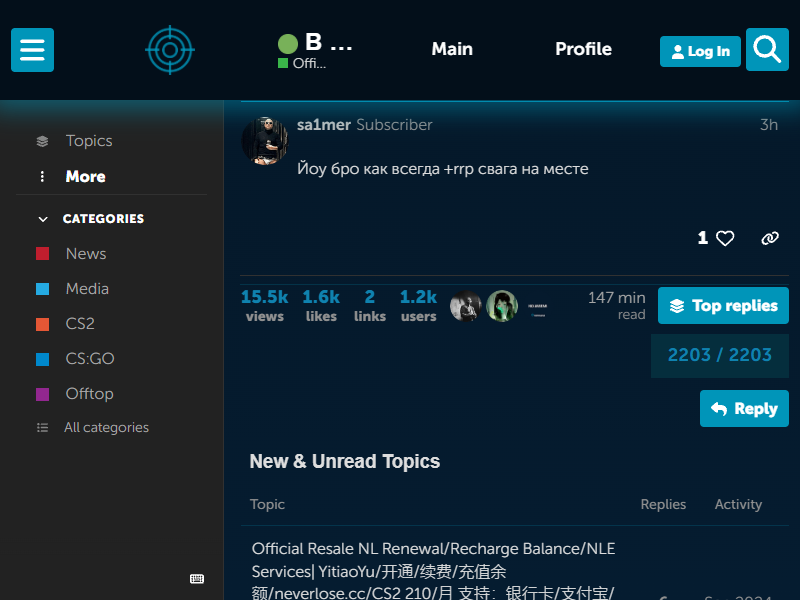 B ...
Offi...
Main
Profile
Log In
Topics
More
CATEGORIES
News
Media
CS2
CS:GO
Offtop
All categories
sa1mer Subscriber
3h
Йоу бро как всегда +rrp свага на месте
1
15.5k views
1.6k likes
2 links
1.2k users
147 min read
Top replies
2203 / 2203
Reply
New & Unread Topics
Topic Replies Activity
Official Resale NL Renewal/Recharge Balance/NLE
Services| YitiaoYu/开通/续费/充值余
额/neverlose.cc/CS2 210/月 支持：银行卡/支付宝/